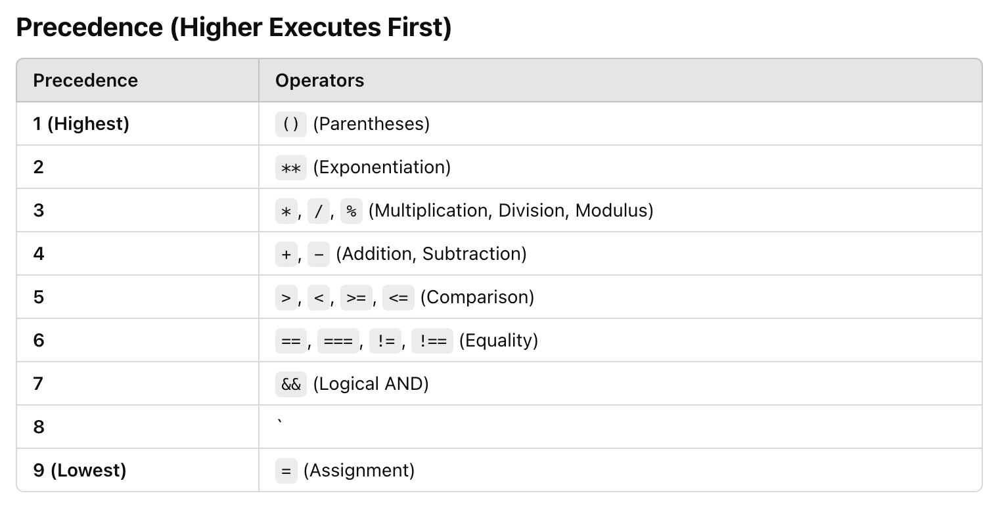 Precedence (Higher Executes First)
Precedence Operators
1 (Highest) () (Parentheses)
2 ** (Exponentiation)
3 *, /, % (Multiplication, Division, Modulus)
4 +, - (Addition, Subtraction)
5 >, <, >=, <= (Comparison)
6 ==, ===, !=, !== (Equality)
7 && (Logical AND)
8 `
9 (Lowest) = (Assignment)